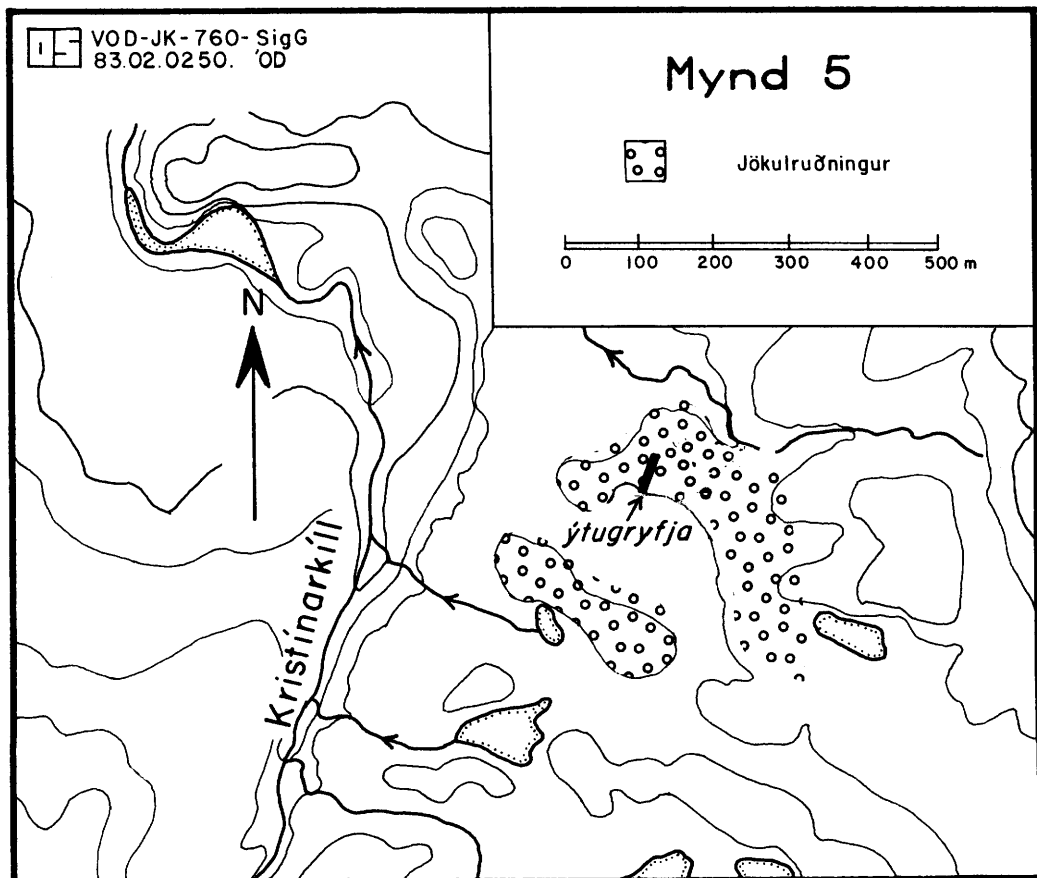 OS VOD-JK-760-SigG
83.02.0250. 'OD
Mynd 5
Jökulruðningur
0 100 200 300 400 500 m
N
ýtugryfja
Kristínarkíll